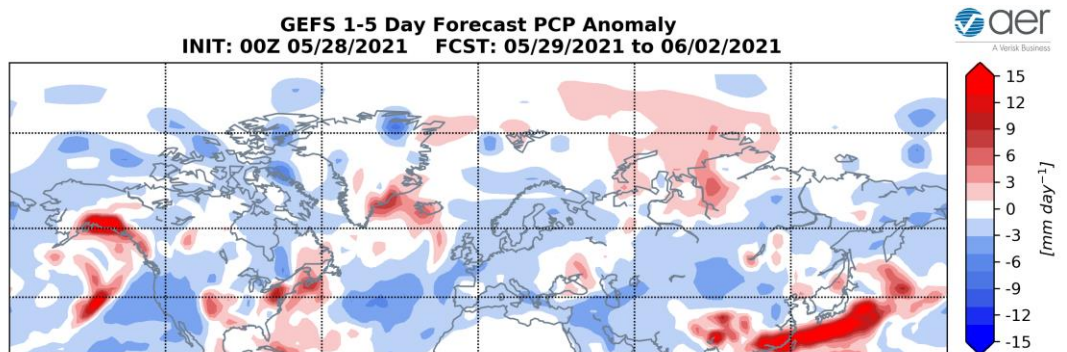 GEFS 1-5 Day Forecast PCP Anomaly
INIT: 00Z 05/28/2021 FCST: 05/29/2021 to 06/02/2021
aer
A Verisk Business
15
12
9
6
3
0
-3
-6
-9
-12
-15
[mm day⁻¹]